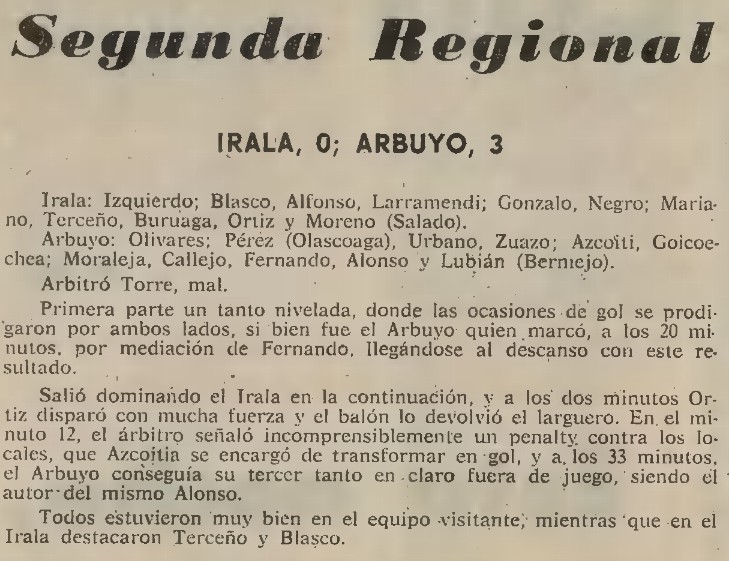 Segunda Regional
IRALA, 0; ARBUYO, 3
Irala: Izquierdo; Blasco, Alfonso, Larramendi; Gonzalo, Negro; Maria-
no, Terceño, Buruaga, Ortiz y Moreno (Salado).
Arbuyo: Olivares; Pérez (Olascoaga), Urbano, Zuazo; Azcoiti, Goicoe-
chea; Moraleja, Callejo, Fernando, Alonso y Lubián (Bermejo).
Arbitró Torre, mal.
Primera parte un tanto nivelada, donde las ocasiones de gol se prodi-
garon por ambos lados, si bien fue el Arbuyo quien marcó, a los 20 mi-
nutos, por mediación de Fernando, llegándose al descanso con este re-
sultado.
Salió dominando el Irala en la continuación, y a los dos minutos Or-
tiz disparó con mucha fuerza y el balón lo devolvió el larguero. En el mi-
nuto 12, el árbitro señaló incomprensiblemente un penalty contra los lo-
cales, que Azcoitia se encargó de transformar en gol, y a los 33 minutos,
el Arbuyo conseguía su tercer tanto en claro fuera de juego, siendo el
autor del mismo Alonso.
Todos estuvieron muy bien en el equipo visitante, mientras que en el
Irala destacaron Terceño y Blasco.